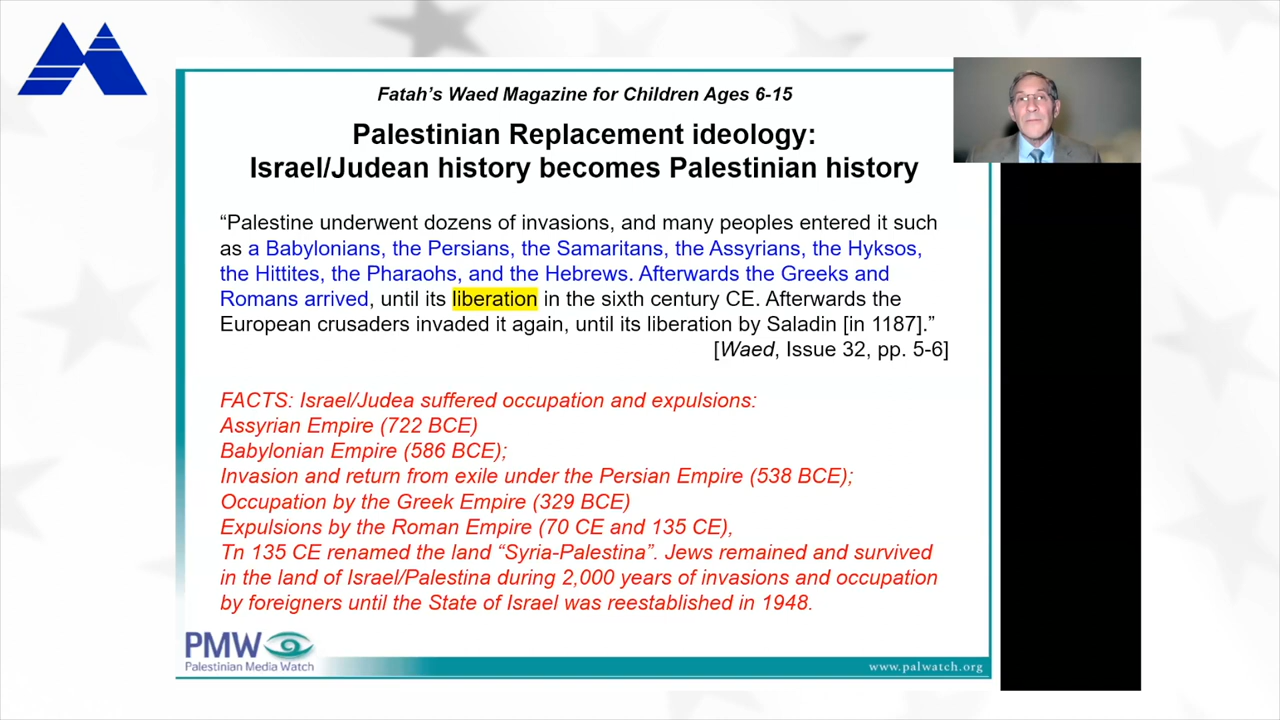 Fatah's Waed Magazine for Children Ages 6-15
Palestinian Replacement ideology:
Israel/Judean history becomes Palestinian history
“Palestine underwent dozens of invasions, and many peoples entered it such
as a Babylonians, the Persians, the Samaritans, the Assyrians, the Hyksos,
the Hittites, the Pharaohs, and the Hebrews. Afterwards the Greeks and
Romans arrived, until its liberation in the sixth century CE. Afterwards the
European crusaders invaded it again, until its liberation by Saladin [in 1187].”
[Waed, Issue 32, pp. 5-6]
FACTS: Israel/Judea suffered occupation and expulsions:
Assyrian Empire (722 BCE)
Babylonian Empire (586 BCE);
Invasion and return from exile under the Persian Empire (538 BCE);
Occupation by the Greek Empire (329 BCE)
Expulsions by the Roman Empire (70 CE and 135 CE),
Tn 135 CE renamed the land “Syria-Palestina”. Jews remained and survived
in the land of Israel/Palestina during 2,000 years of invasions and occupation
by foreigners until the State of Israel was reestablished in 1948.
PMW
Palestinian Media Watch
www.palwatch.org